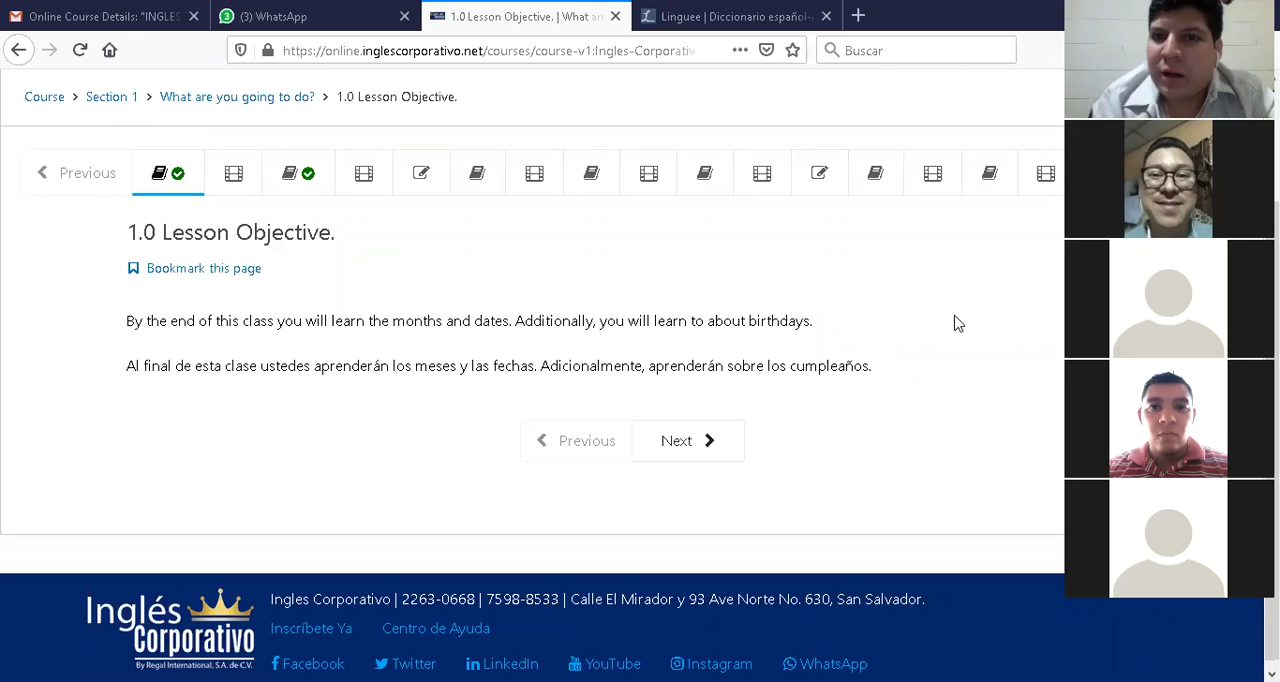 Online Course Details: "INGLES
(3) WhatsApp
1.0 Lesson Objective. | What are
Linguee | Diccionario español-
https://online.inglescorporativo.net/courses/course-v1:Ingles-Corporativ
Buscar
Course > Section 1 > What are you going to do? > 1.0 Lesson Objective.
Previous
1.0 Lesson Objective.
Bookmark this page
By the end of this class you will learn the months and dates. Additionally, you will learn to about birthdays.
Al final de esta clase ustedes aprenderán los meses y las fechas. Adicionalmente, aprenderán sobre los cumpleaños.
Previous Next
Inglés Corporativo
By Regal International, S.A. de C.V.
Ingles Corporativo | 2263-0668 | 7598-8533 | Calle El Mirador y 93 Ave Norte No. 630, San Salvador.
Inscríbete Ya Centro de Ayuda
Facebook Twitter LinkedIn YouTube Instagram WhatsApp